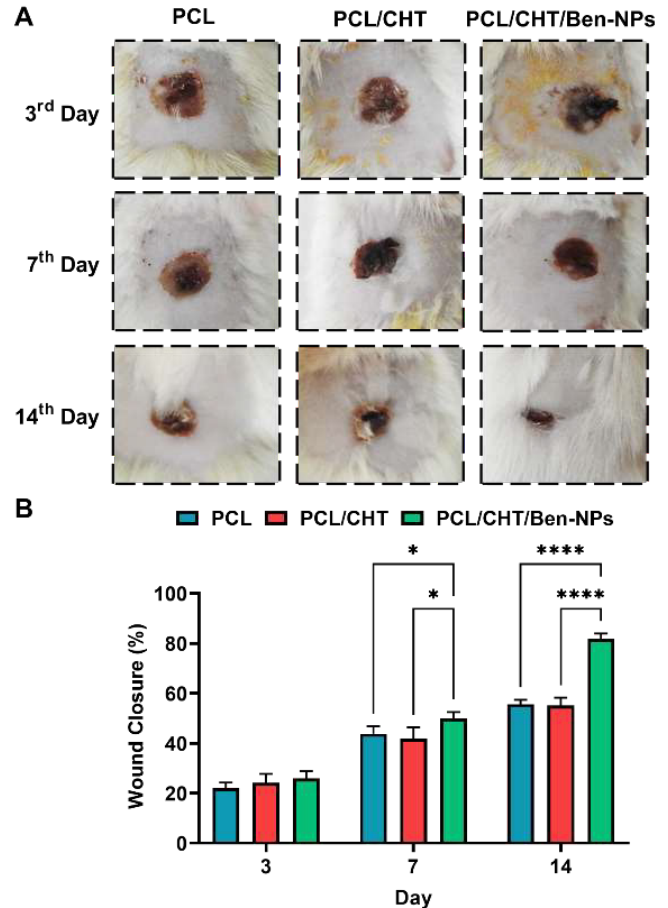 A
PCL PCL/CHT PCL/CHT/Ben-NPs
3rd Day
7th Day
14th Day
B
PCL PCL/CHT PCL/CHT/Ben-NPs
* ****
* ****
100
80
60
40
20
0
Wound Closure (%)
3 7 14
Day